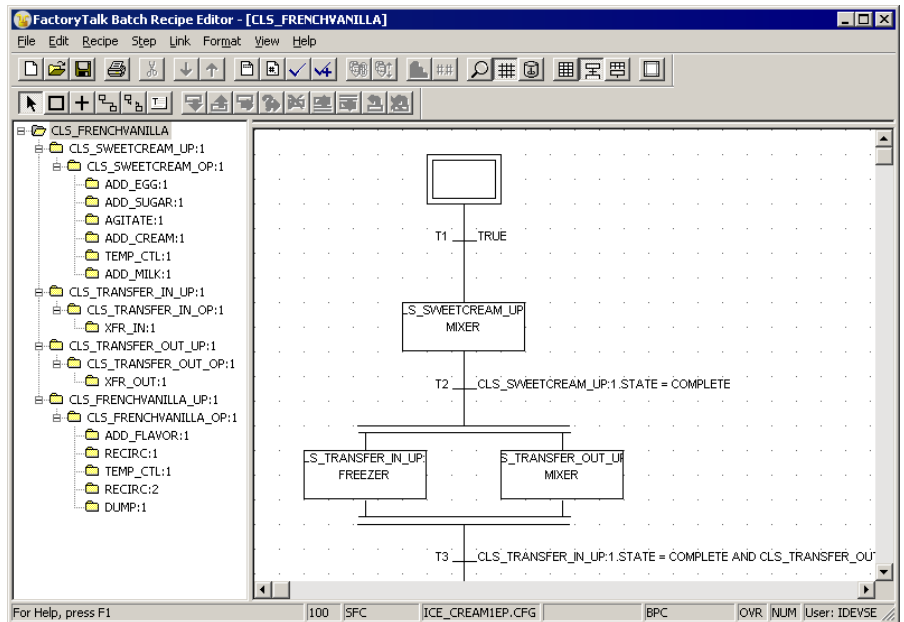 FactoryTalk Batch Recipe Editor - [CLS_FRENCHVANILLA]
File Edit Recipe Step Link Format View Help
CLS_FRENCHVANILLA
CLS_SWEETCREAM_UP:1
CLS_SWEETCREAM_OP:1
ADD_EGG:1
ADD_SUGAR:1
AGITATE:1
ADD_CREAM:1
TEMP_CTL:1
ADD_MILK:1
CLS_TRANSFER_IN_UP:1
CLS_TRANSFER_IN_OP:1
XFR_IN:1
CLS_TRANSFER_OUT_UP:1
CLS_TRANSFER_OUT_OP:1
XFR_OUT:1
CLS_FRENCHVANILLA_UP:1
CLS_FRENCHVANILLA_OP:1
ADD_FLAVOR:1
RECIRC:1
TEMP_CTL:1
RECIRC:2
DUMP:1
T1 TRUE
LS_SWEETCREAM_UP
MIXER
T2 CLS_SWEETCREAM_UP:1.STATE = COMPLETE
LS_TRANSFER_IN_UP:
FREEZER
S_TRANSFER_OUT_UP
MIXER
T3 CLS_TRANSFER_IN_UP:1.STATE = COMPLETE AND CLS_TRANSFER_OU
For Help, press F1 100 SFC ICE_CREAM1EP.CFG BPC OVR NUM User: IDEVSE